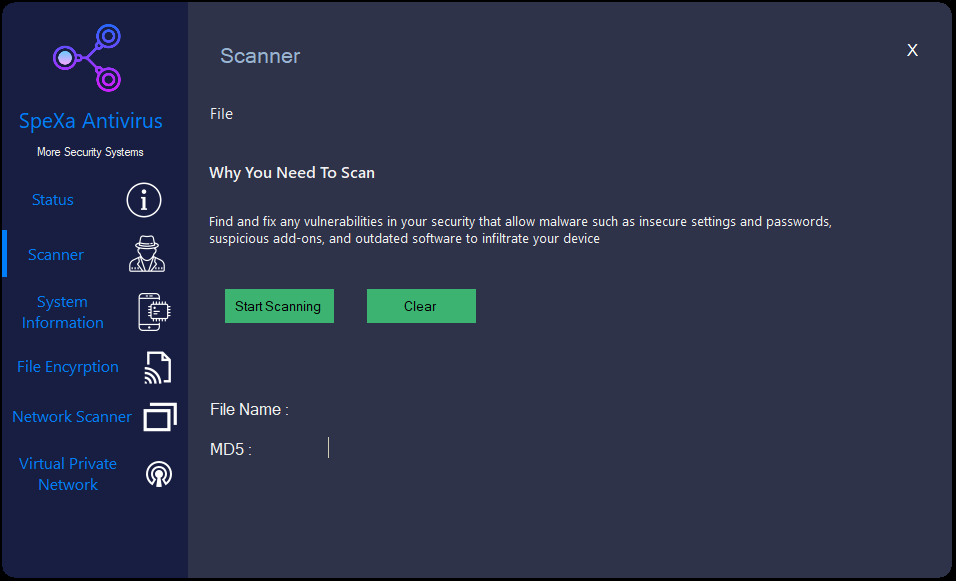 SpeXa Antivirus
More Security Systems
Status
Scanner
System
Information
File Encyrption
Network Scanner
Virtual Private
Network
Scanner
X
File
Why You Need To Scan
Find and fix any vulnerabilities in your security that allow malware such as insecure settings and passwords,
suspicious add-ons, and outdated software to infiltrate your device
Start Scanning
Clear
File Name :
MD5 :